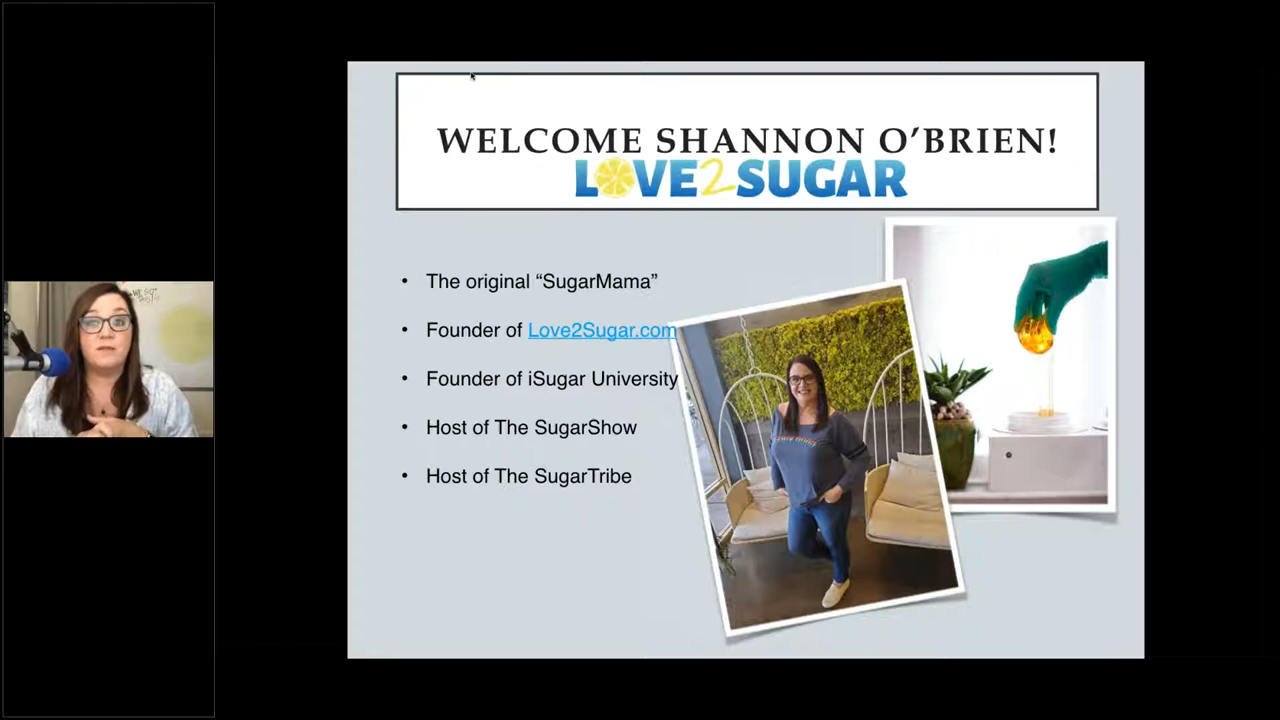 WELCOME SHANNON O’BRIEN!
LOVE2SUGAR
• The original “SugarMama”
• Founder of Love2Sugar.com
• Founder of iSugar University
• Host of The SugarShow
• Host of The SugarTribe